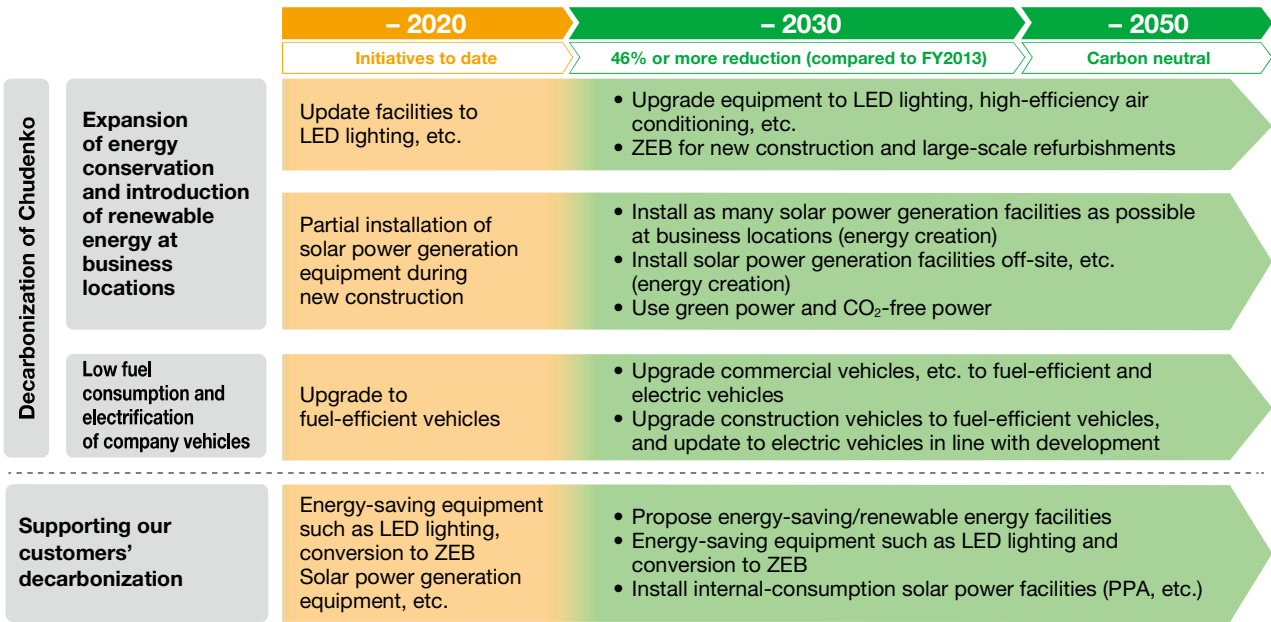 – 2020
– 2030
– 2050
Initiatives to date
46% or more reduction (compared to FY2013)
Carbon neutral
Decarbonization of Chudenko
Expansion
of energy
conservation
and introduction
of renewable
energy at
business
locations
Update facilities to
LED lighting, etc.
• Upgrade equipment to LED lighting, high-efficiency air
conditioning, etc.
• ZEB for new construction and large-scale refurbishments
Partial installation of
solar power generation
equipment during
new construction
• Install as many solar power generation facilities as possible
at business locations (energy creation)
• Install solar power generation facilities off-site, etc.
(energy creation)
• Use green power and CO₂-free power
Low fuel
consumption and
electrification
of company vehicles
Upgrade to
fuel-efficient vehicles
• Upgrade commercial vehicles, etc. to fuel-efficient and
electric vehicles
• Upgrade construction vehicles to fuel-efficient vehicles,
and update to electric vehicles in line with development
Supporting our
customers’
decarbonization
Energy-saving equipment
such as LED lighting,
conversion to ZEB
Solar power generation
equipment, etc.
• Propose energy-saving/renewable energy facilities
• Energy-saving equipment such as LED lighting and
conversion to ZEB
• Install internal-consumption solar power facilities (PPA, etc.)